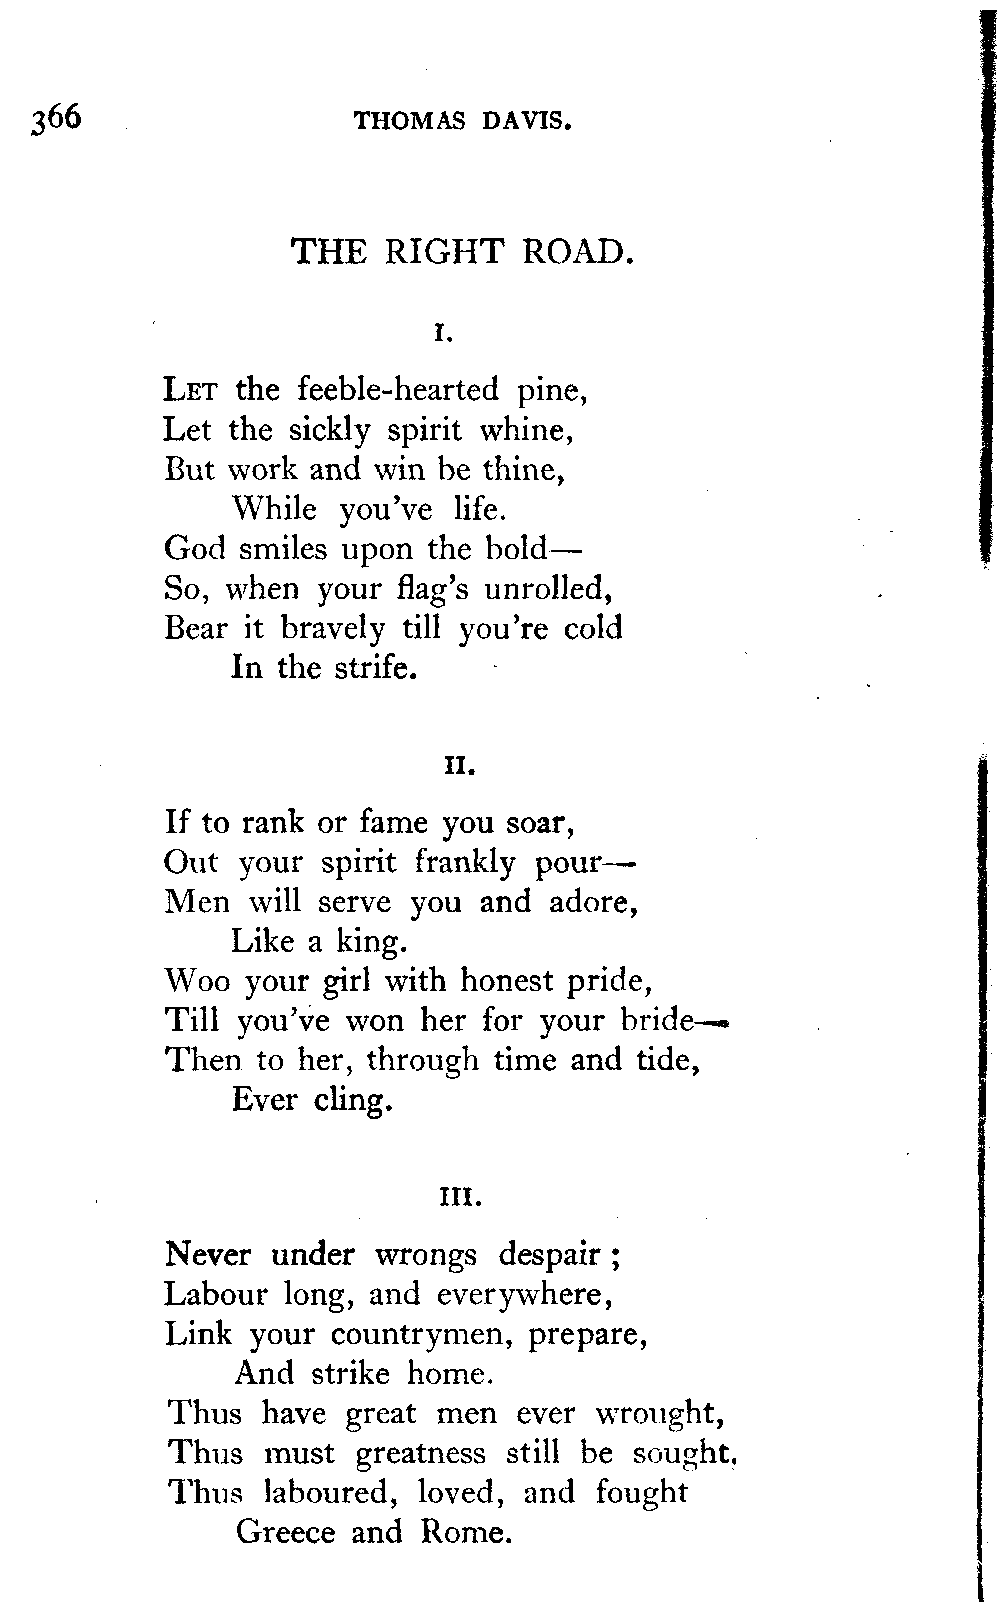 366 THOMAS DAVIS.
THE RIGHT ROAD.
I.
LET the feeble-hearted pine,
Let the sickly spirit whine,
But work and win be thine,
While you've life.
God smiles upon the bold—
So, when your flag's unrolled,
Bear it bravely till you're cold
In the strife.
II.
If to rank or fame you soar,
Out your spirit frankly pour—
Men will serve you and adore,
Like a king.
Woo your girl with honest pride,
Till you've won her for your bride—
Then to her, through time and tide,
Ever cling.
III.
Never under wrongs despair ;
Labour long, and everywhere,
Link your countrymen, prepare,
And strike home.
Thus have great men ever wrought,
Thus must greatness still be sought,
Thus laboured, loved, and fought
Greece and Rome.